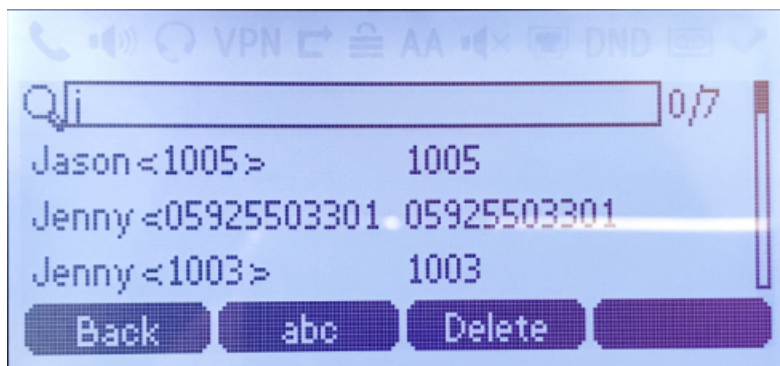 VPN AA DND
j 0/7
Jason<1005> 1005
Jenny<05925503301 05925503301
Jenny<1003> 1003
Back abc Delete